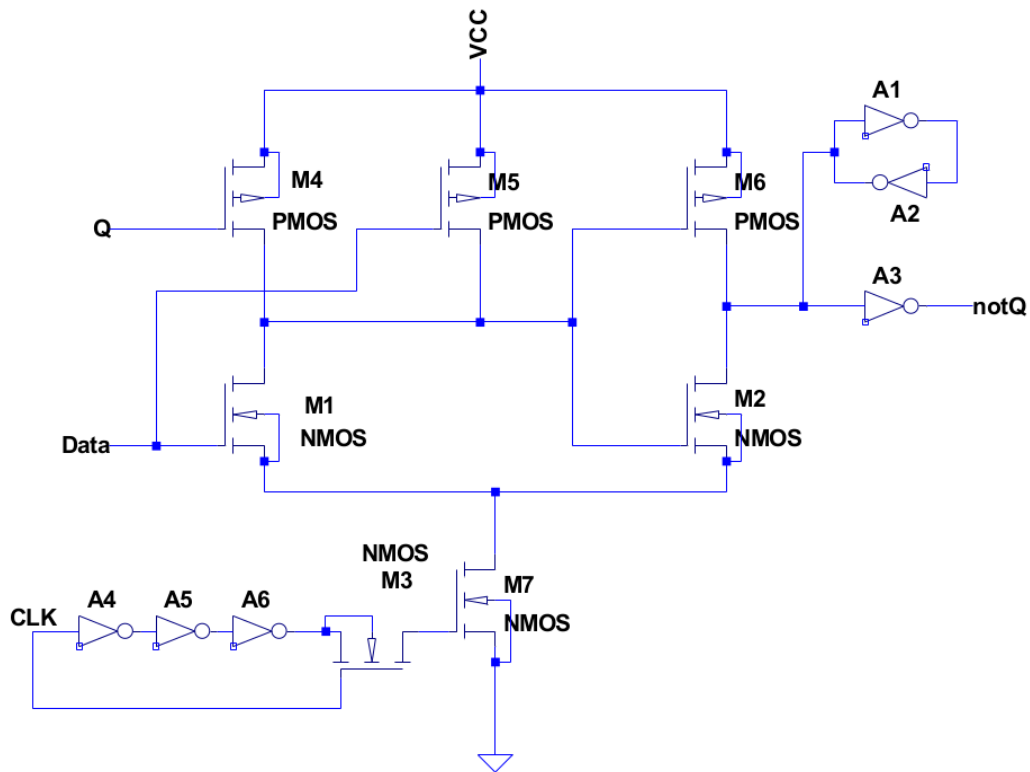 VCC
A1
M4
M5
M6
PMOS
PMOS
PMOS
A2
Q
A3
notQ
M1
M2
Data
NMOS
NMOS
NMOS
M3
M7
NMOS
CLK
A4
A5
A6